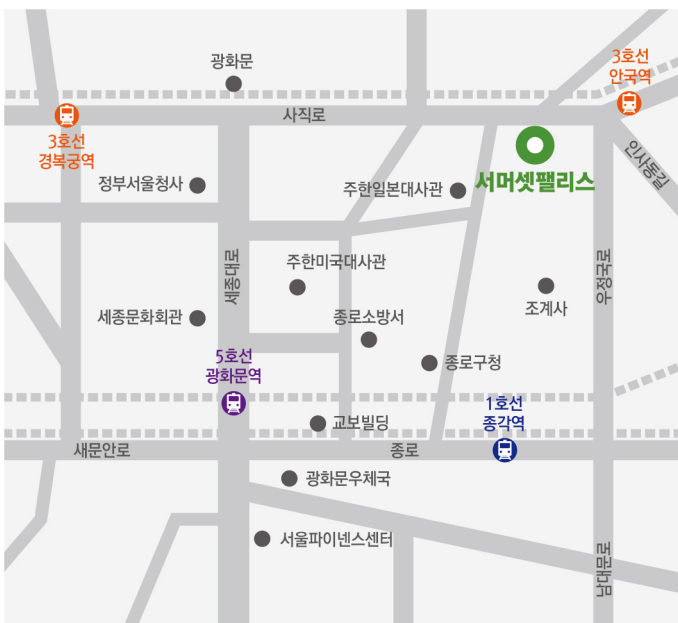 광화문
3호선
안국역
사직로
3호선
경복궁역
인사동길
정부서울청사
주한일본대사관
서머셋팰리스
세종대로
주한미국대사관
우정국로
조계사
세종문화회관
종로소방서
5호선
광화문역
종로구청
1호선
종각역
교보빌딩
새문안로
종로
광화문우체국
서울파이넨스센터
남대문로